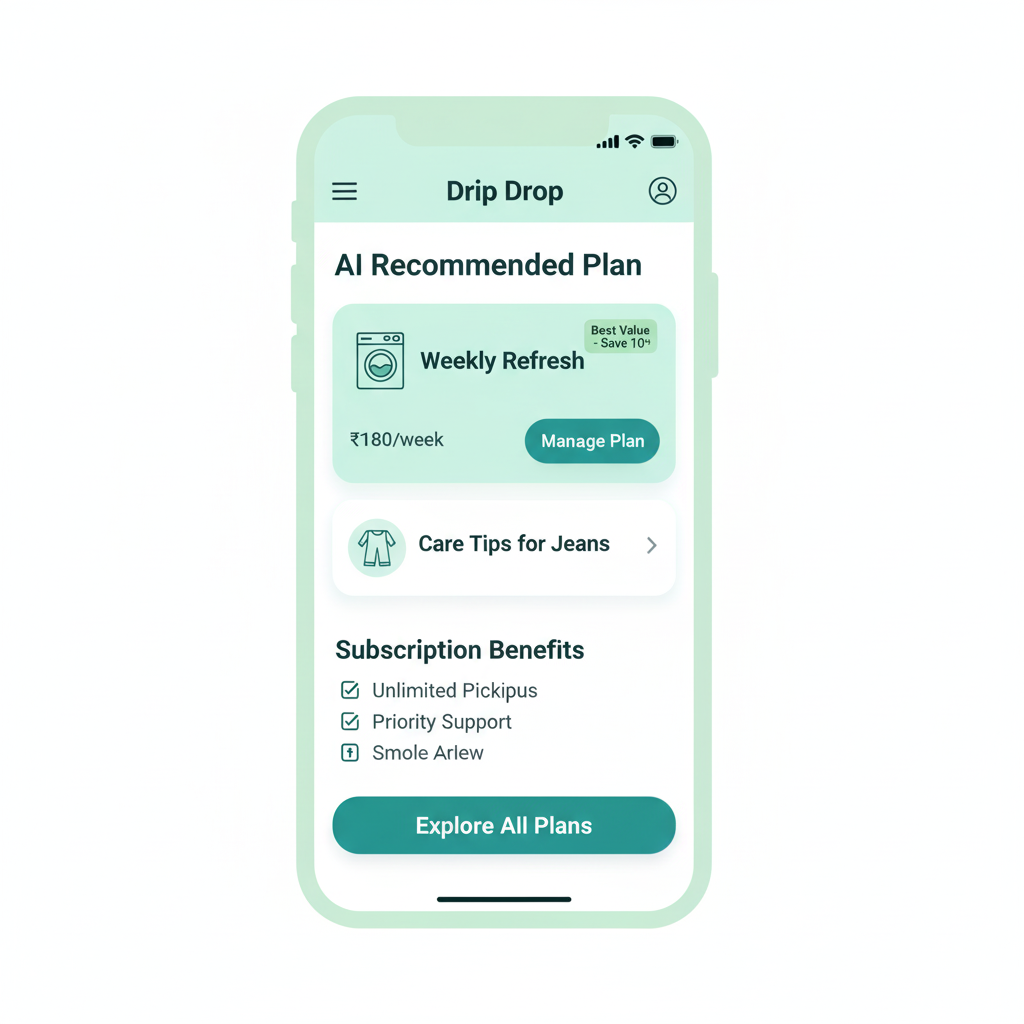 Drip Drop
AI Recommended Plan
Best Value
- Save 10
Weekly Refresh
₹180/week
Manage Plan
Care Tips for Jeans
Subscription Benefits
Unlimited Pickipus
Priority Support
Smole Arlew
Explore All Plans